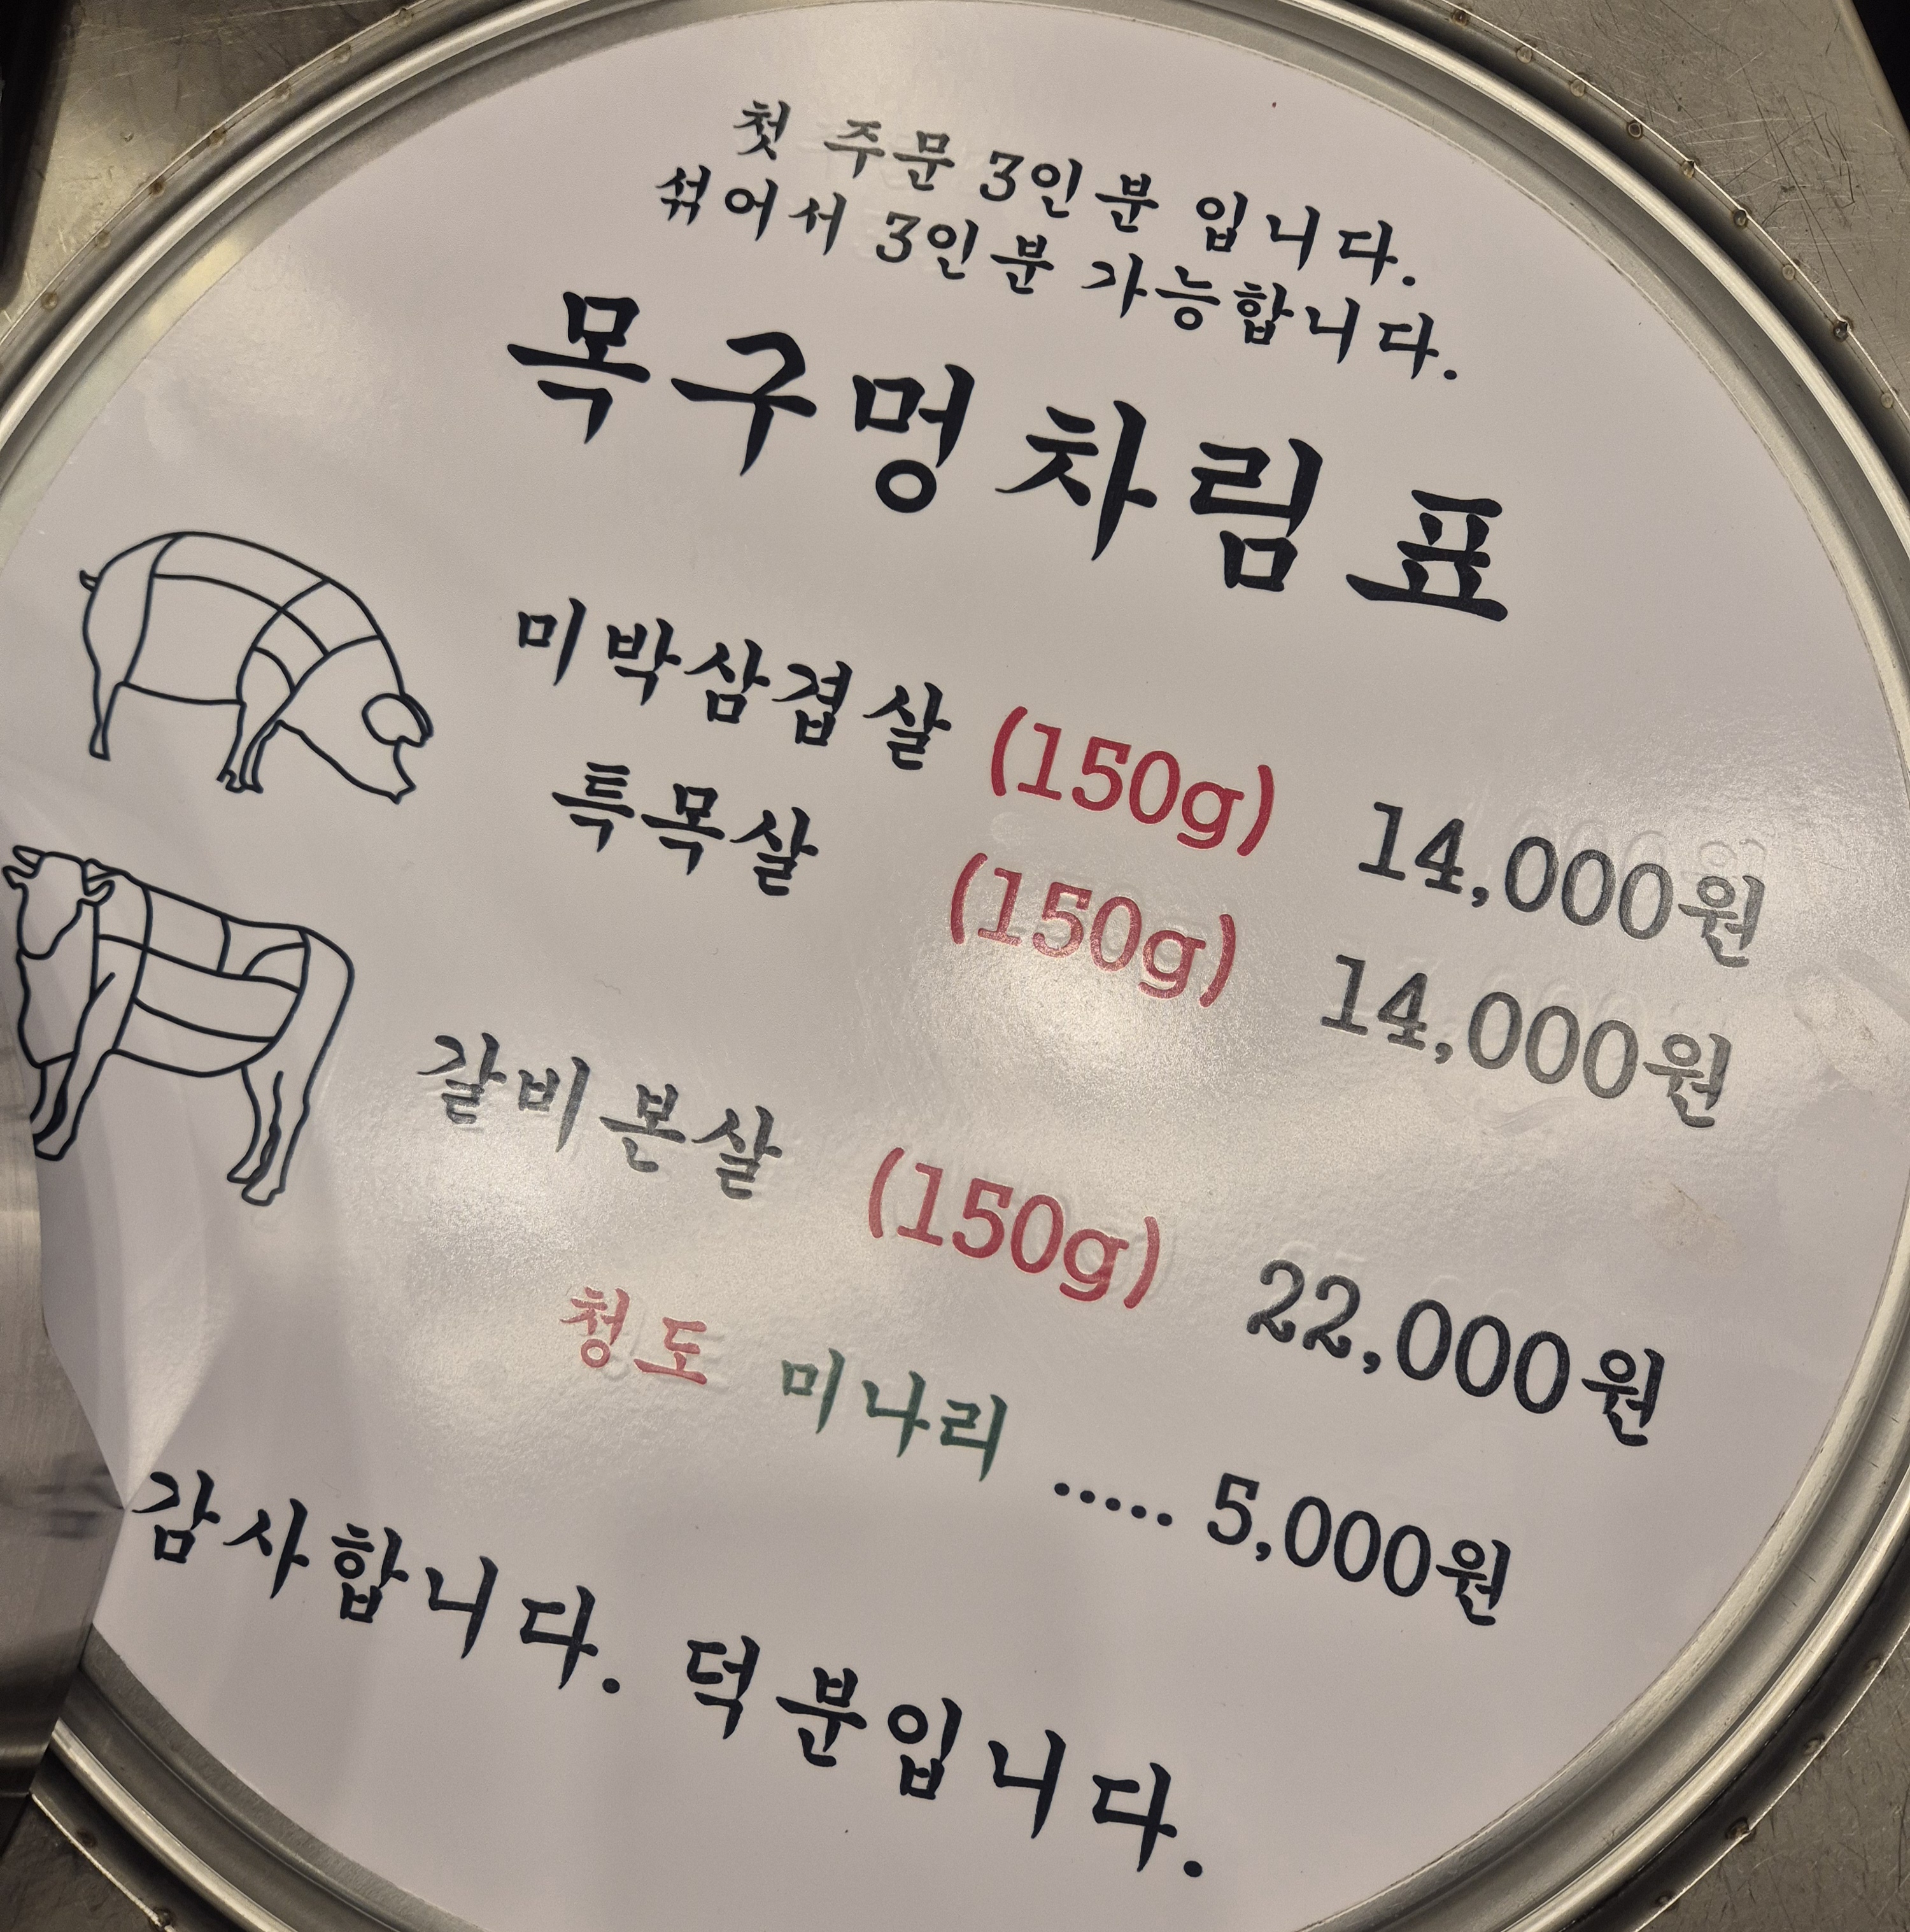 첫 주문 3인분 입니다.
섞어서 3인분 가능합니다.
목구멍차림표
미박삼겹살 (150g) 14,000원
특목살 (150g) 14,000원
갈비본살 (150g) 22,000원
청도 미나리 ..... 5,000원
감사합니다. 덕분입니다.